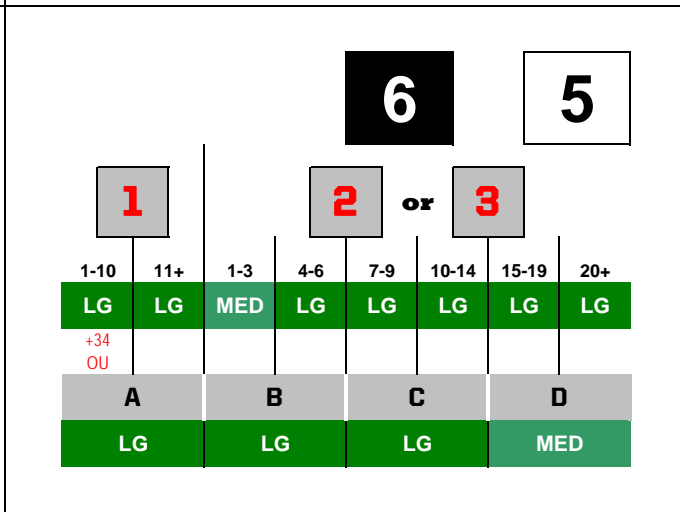 6 5
1 2 or 3
1-10 11+ 1-3 4-6 7-9 10-14 15-19 20+
LG LG MED LG LG LG LG LG
+34
OU
A B C D
LG LG LG MED